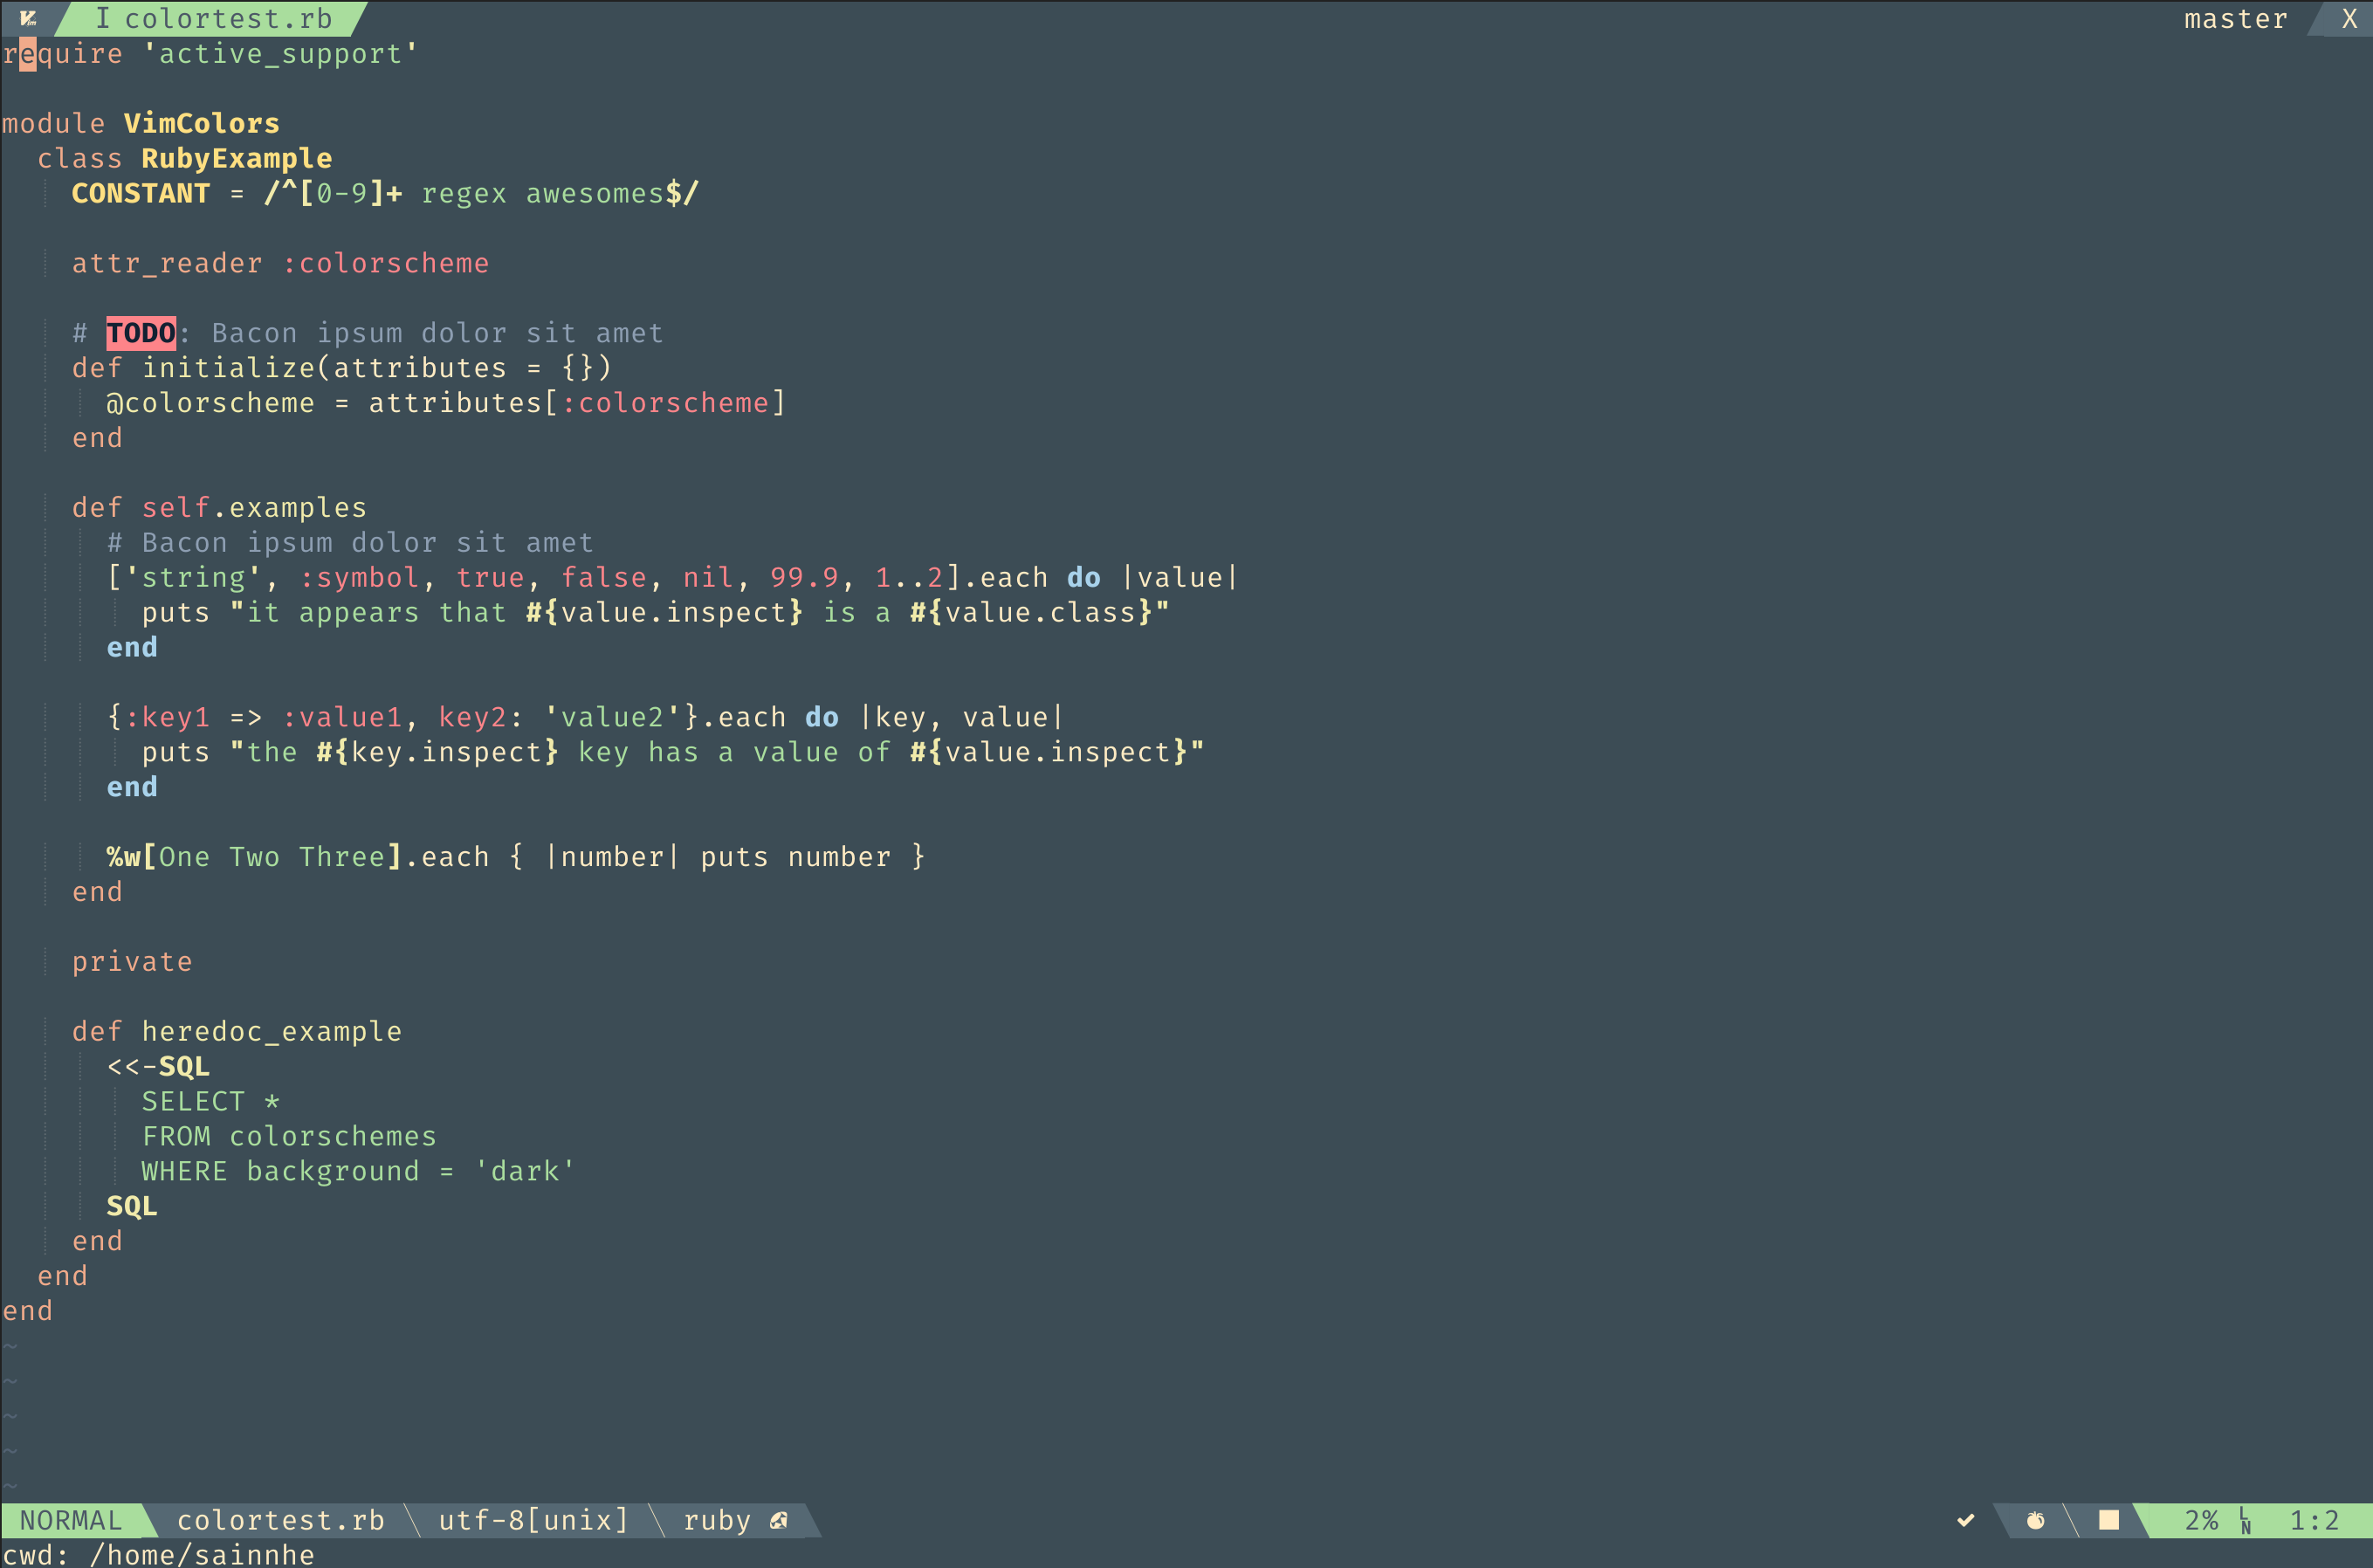 I colortest.rb master X
require 'active_support'

module VimColors
  class RubyExample
    CONSTANT = /^[0-9]+ regex awesomes$/

    attr_reader :colorscheme

    # TODO: Bacon ipsum dolor sit amet
    def initialize(attributes = {})
      @colorscheme = attributes[:colorscheme]
    end

    def self.examples
      # Bacon ipsum dolor sit amet
      ['string', :symbol, true, false, nil, 99.9, 1..2].each do |value|
        puts "it appears that #{value.inspect} is a #{value.class}"
      end

      {:key1 => :value1, key2: 'value2'}.each do |key, value|
        puts "the #{key.inspect} key has a value of #{value.inspect}"
      end

      %w[One Two Three].each { |number| puts number }
    end

    private

    def heredoc_example
      <<-SQL
        SELECT *
        FROM colorschemes
        WHERE background = 'dark'
      SQL
    end
  end
end
~
~
~
~
~
NORMAL colortest.rb utf-8[unix] ruby 2% LN 1:2
cwd: /home/sainnhe